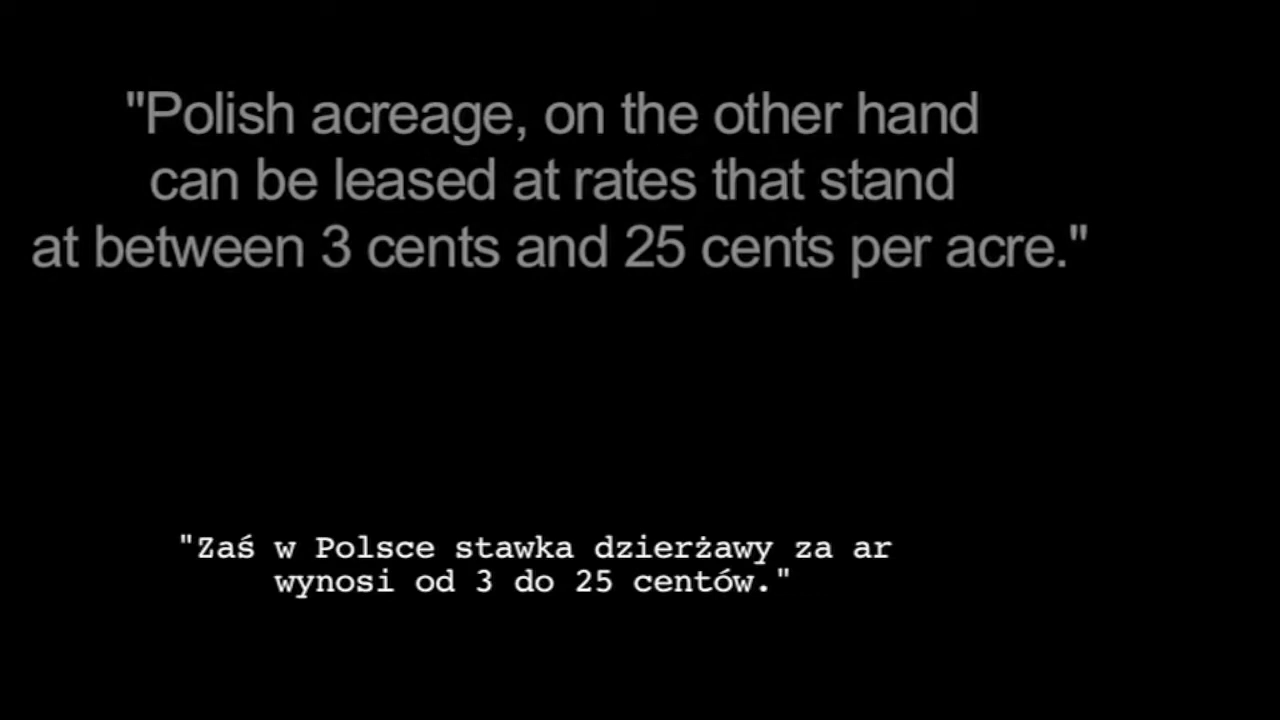 "Polish acreage, on the other hand
can be leased at rates that stand
at between 3 cents and 25 cents per acre."
"Zaś w Polsce stawka dzierżawy za ar
wynosi od 3 do 25 centów."